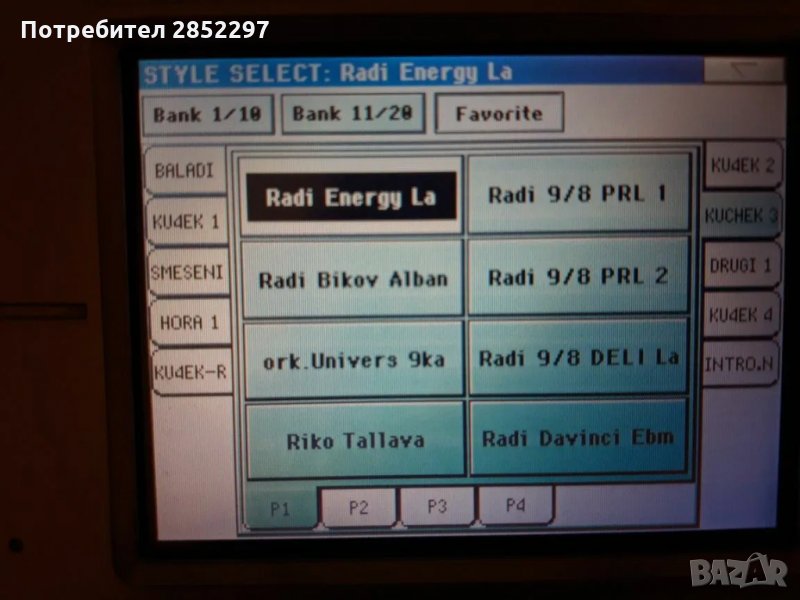 Потребител 2852297
STYLE SELECT: Radi Energy La
Bank 1/10
Bank 11/20
Favorite
BALADI
KU4EK 1
SMESENI
HORA 1
KU4EK-R
Radi Energy La
Radi 9/8 PRL 1
Radi Bikov Alban
Radi 9/8 PRL 2
ork.Univers 9ka
Radi 9/8 DELI La
Riko Tallava
Radi Davinci Ebm
KU4EK 2
KUCHEK 3
DRUGI 1
KU4EK 4
INTRO.N
P1
P2
P3
P4
BAZAR